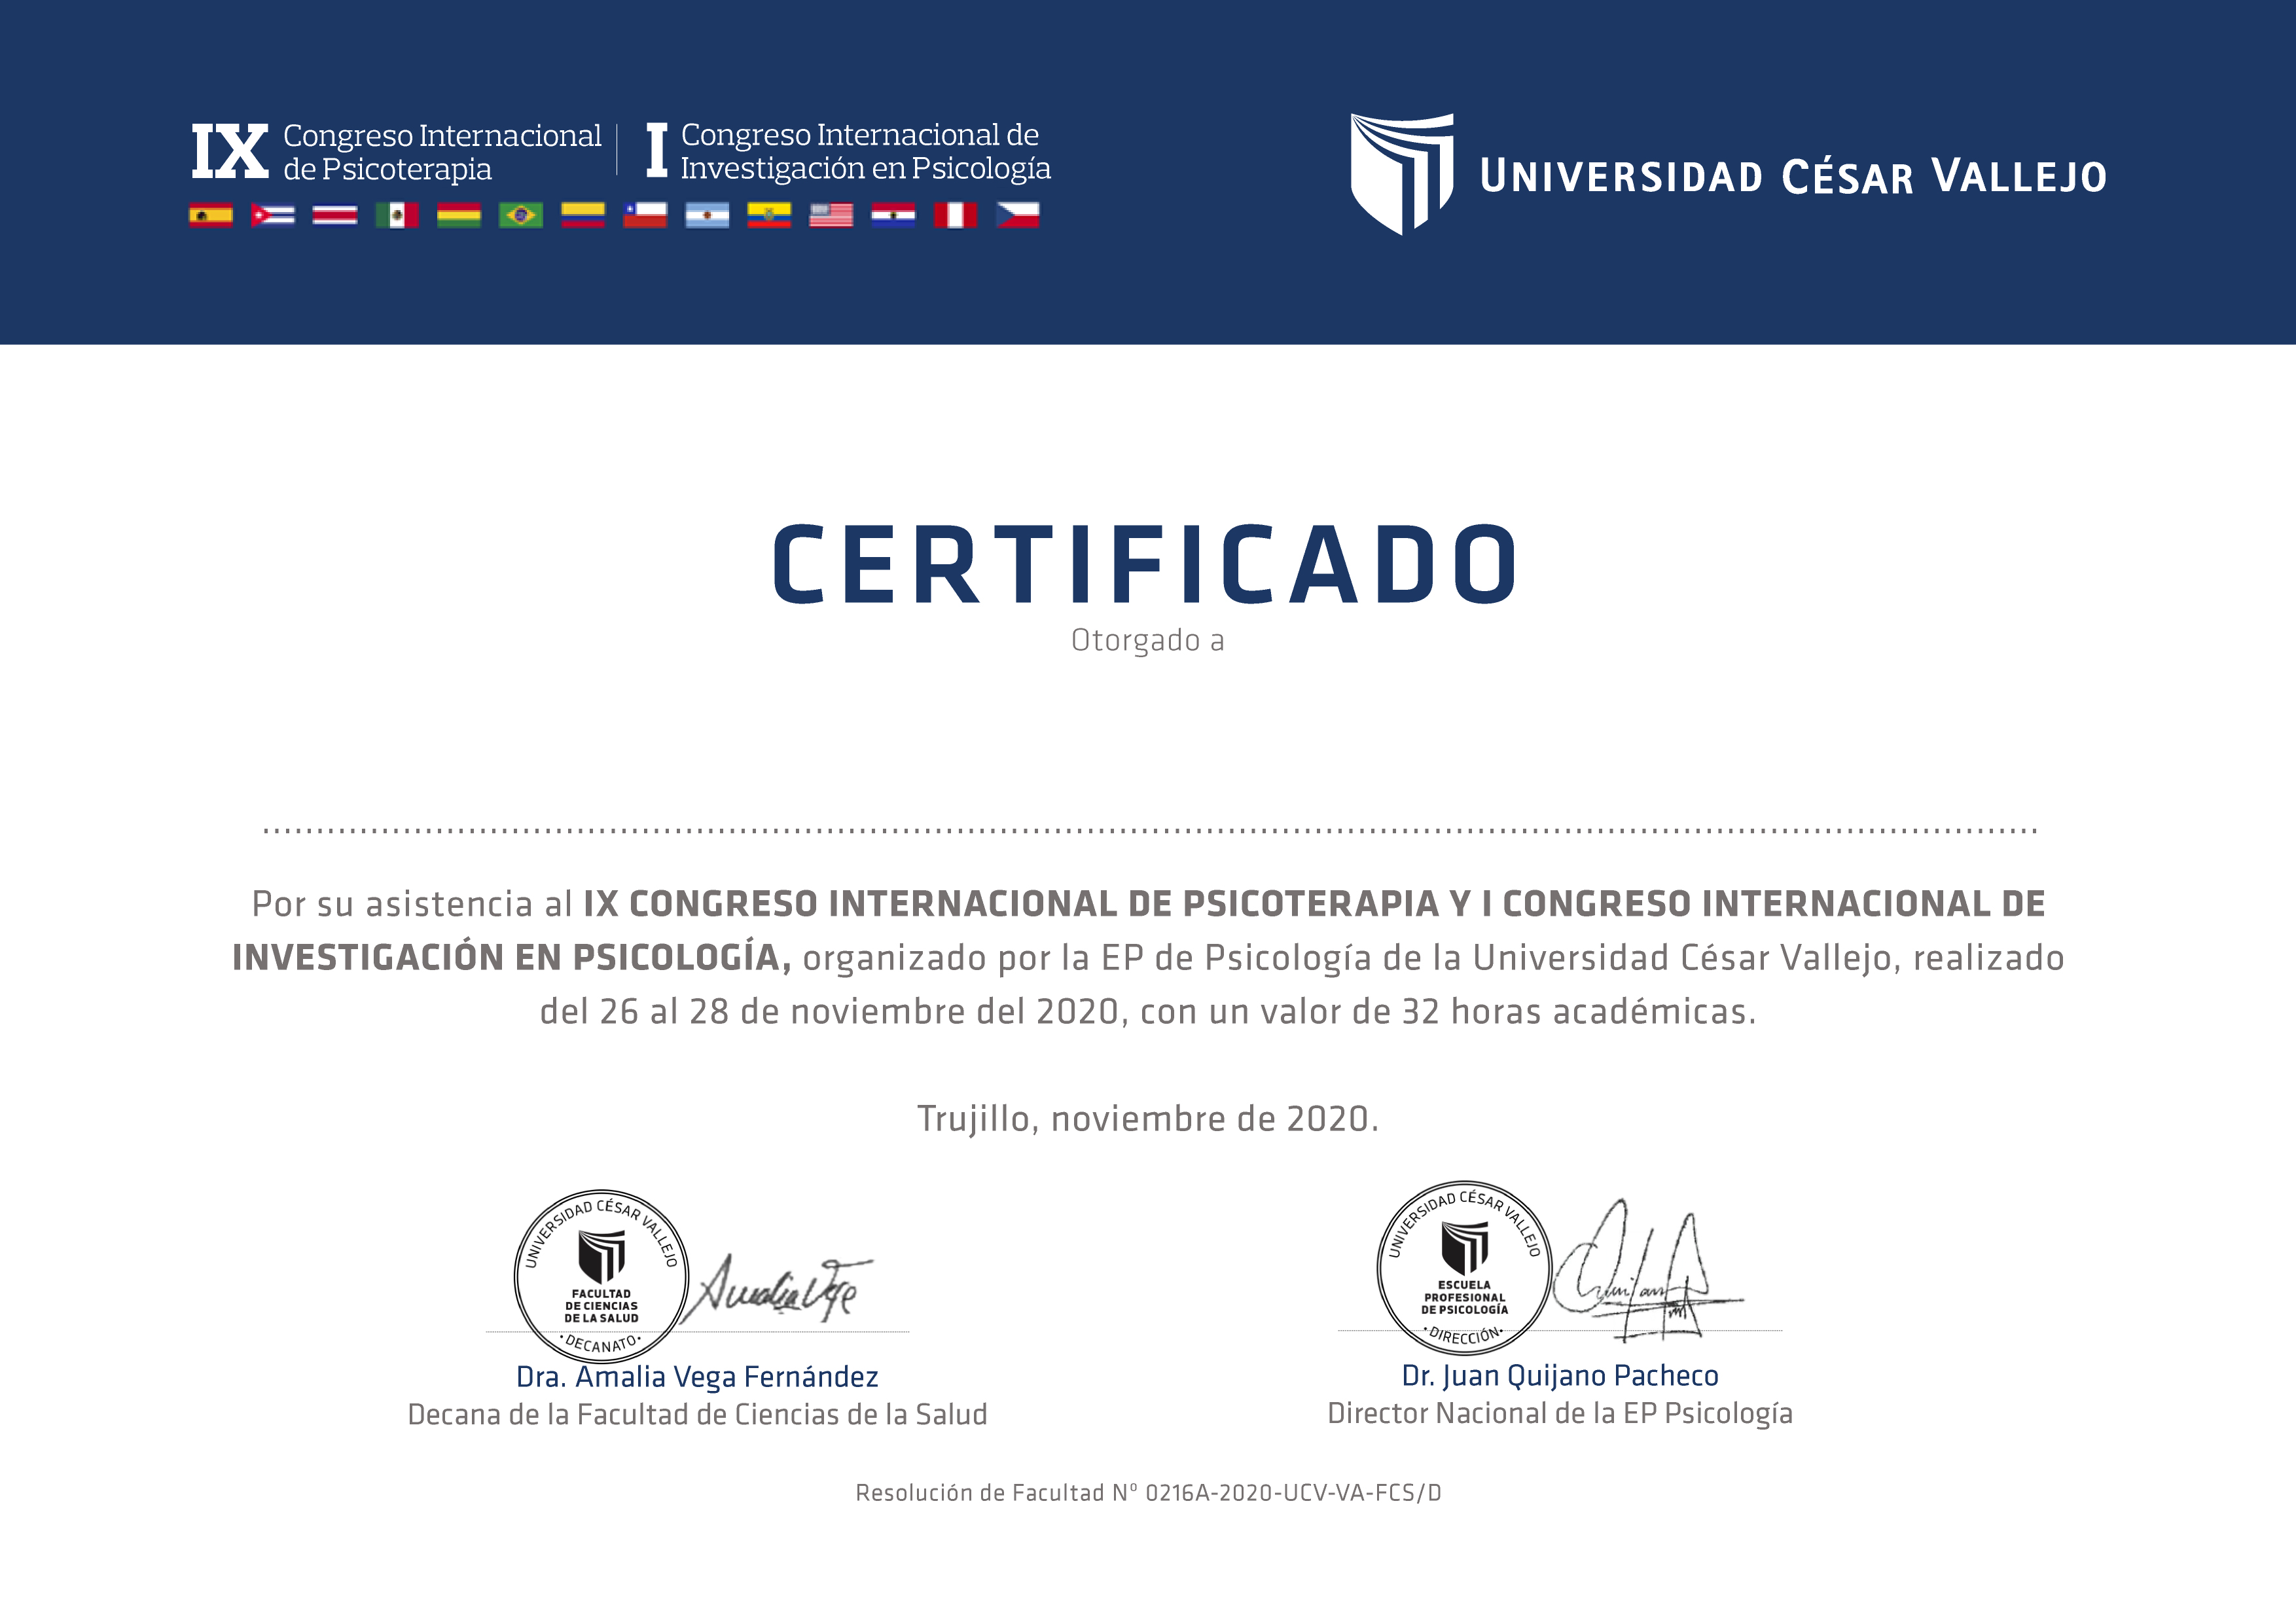 IX Congreso Internacional
de Psicoterapia
I Congreso Internacional de
Investigación en Psicología
UNIVERSIDAD CÉSAR VALLEJO
CERTIFICADO
Otorgado a
Por su asistencia al IX CONGRESO INTERNACIONAL DE PSICOTERAPIA Y I CONGRESO INTERNACIONAL DE
INVESTIGACIÓN EN PSICOLOGÍA, organizado por la EP de Psicología de la Universidad César Vallejo, realizado
del 26 al 28 de noviembre del 2020, con un valor de 32 horas académicas.
Trujillo, noviembre de 2020.
UNIVERSIDAD CÉSAR VALLEJO
FACULTAD
DE CIENCIAS
DE LA SALUD
• DECANATO •
Amalia Vega
Dra. Amalia Vega Fernández
Decana de la Facultad de Ciencias de la Salud
UNIVERSIDAD CÉSAR VALLEJO
ESCUELA
PROFESIONAL
DE PSICOLOGÍA
• DIRECCIÓN •
Dr. Juan Quijano Pacheco
Director Nacional de la EP Psicología
Resolución de Facultad Nº 0216A-2020-UCV-VA-FCS/D